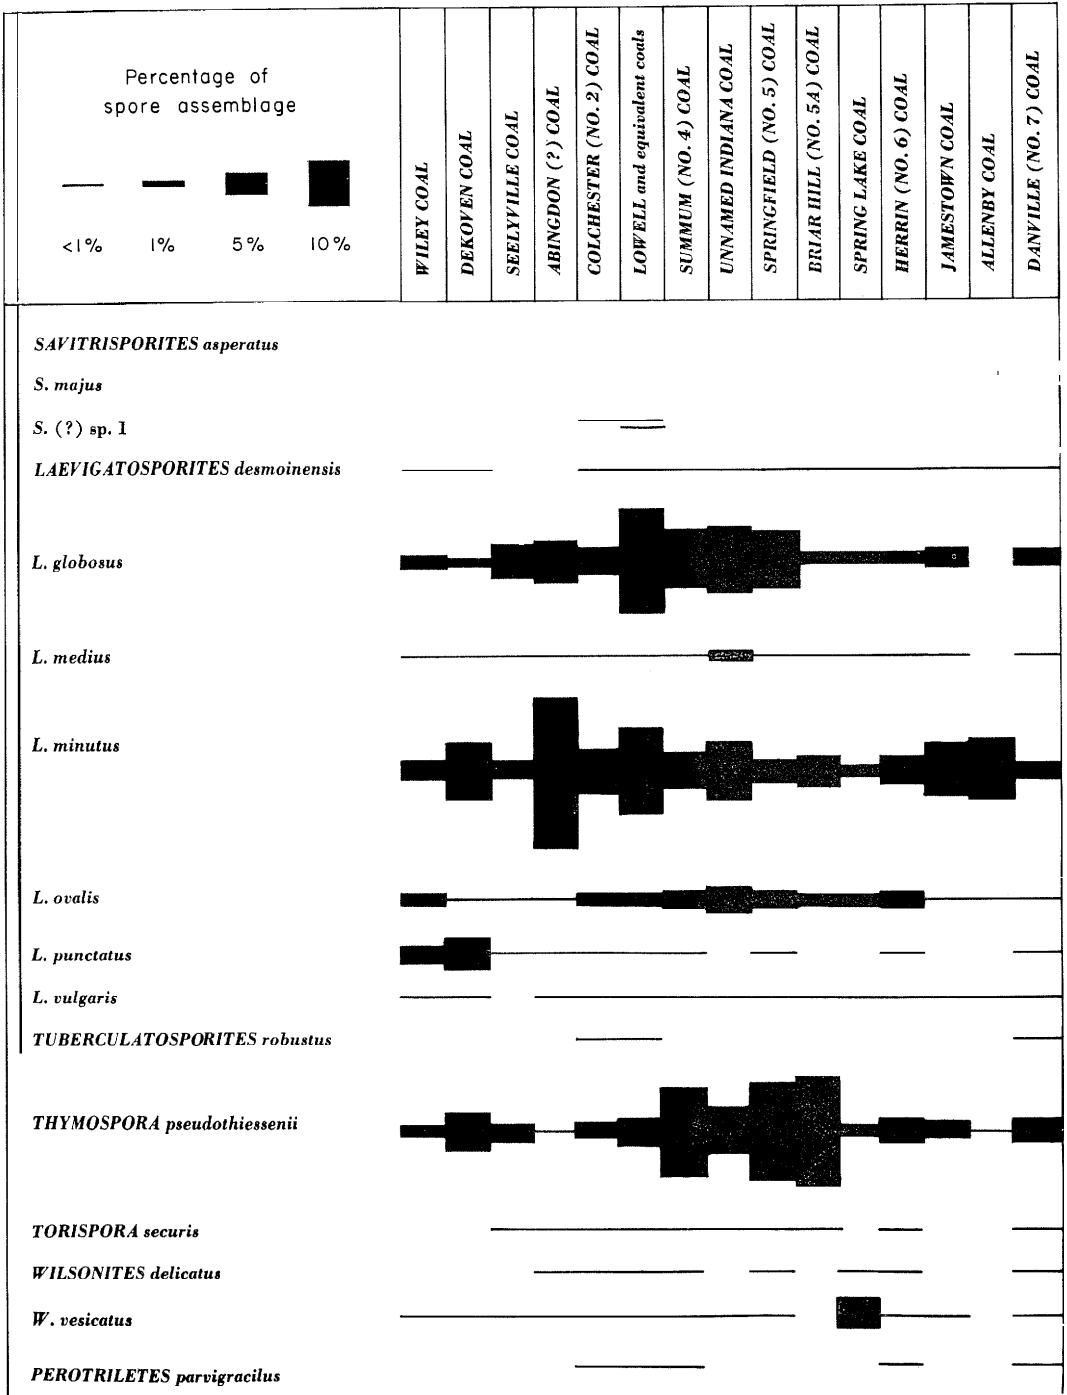 Percentage of
spore assemblage
<1%
1%
5%
10%
WILEY COAL
DEKOVEN COAL
SEELYVILLE COAL
ABINGDON (?) COAL
COLCHESTER (NO. 2) COAL
LOWELL and equivalent coals
SUMMUM (NO. 4) COAL
UNNAMED INDIANA COAL
SPRINGFIELD (NO. 5) COAL
BRIAR HILL (NO. 5A) COAL
SPRING LAKE COAL
HERRIN (NO. 6) COAL
JAMESTOWN COAL
ALLENBY COAL
DANVILLE (NO. 7) COAL
SAVITRISPORITES asperatus
S. majus
S. (?) sp. 1
LAEVIGATOSPORITES desmoinensis
L. globosus
L. medius
L. minutus
L. ovalis
L. punctatus
L. vulgaris
TUBERCULATOSPORITES robustus
THYMOSPORA pseudothiessenii
TORISPORA securis
WILSONITES delicatus
W. vesicatus
PEROTRILETES parvigracilus